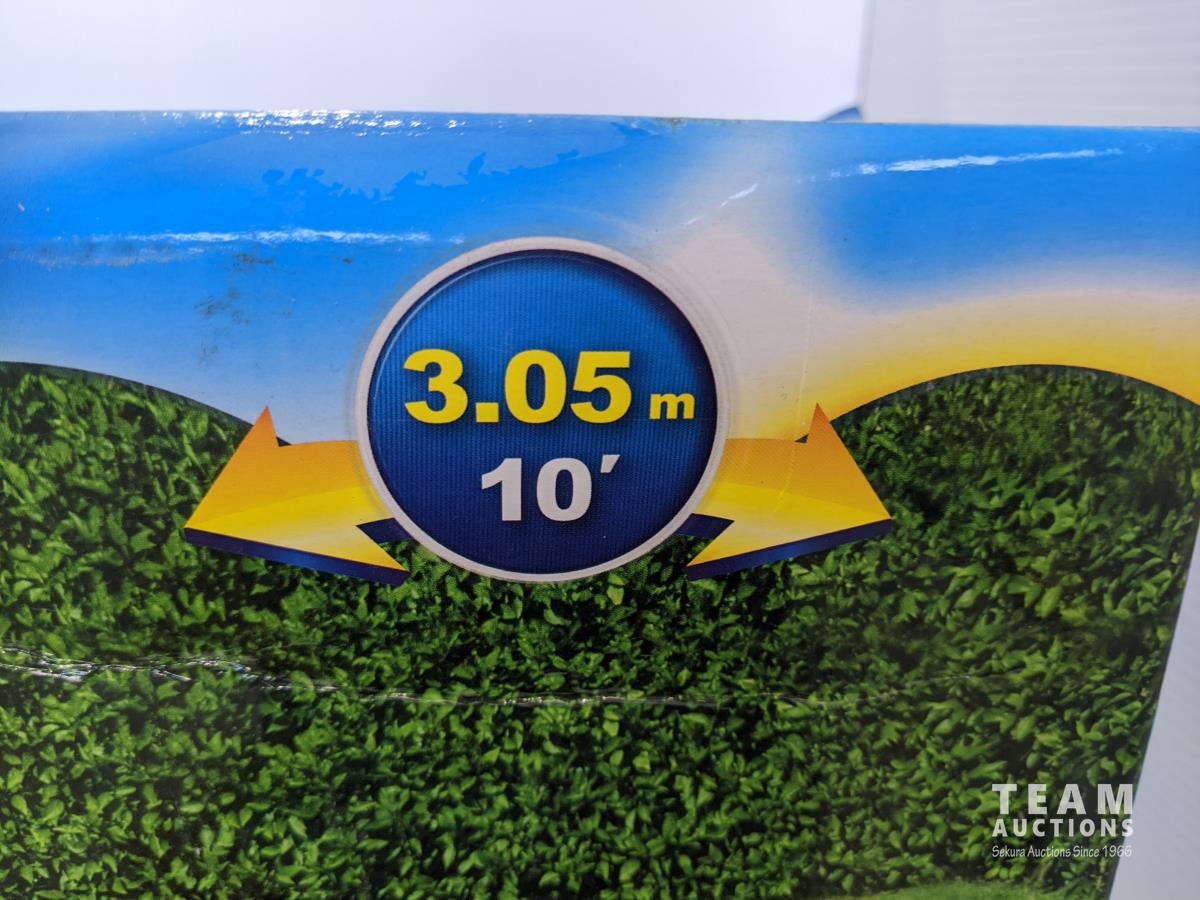 3.05 m
10′
TEAM
AUCTIONS
Sekura Auctions Since 1966